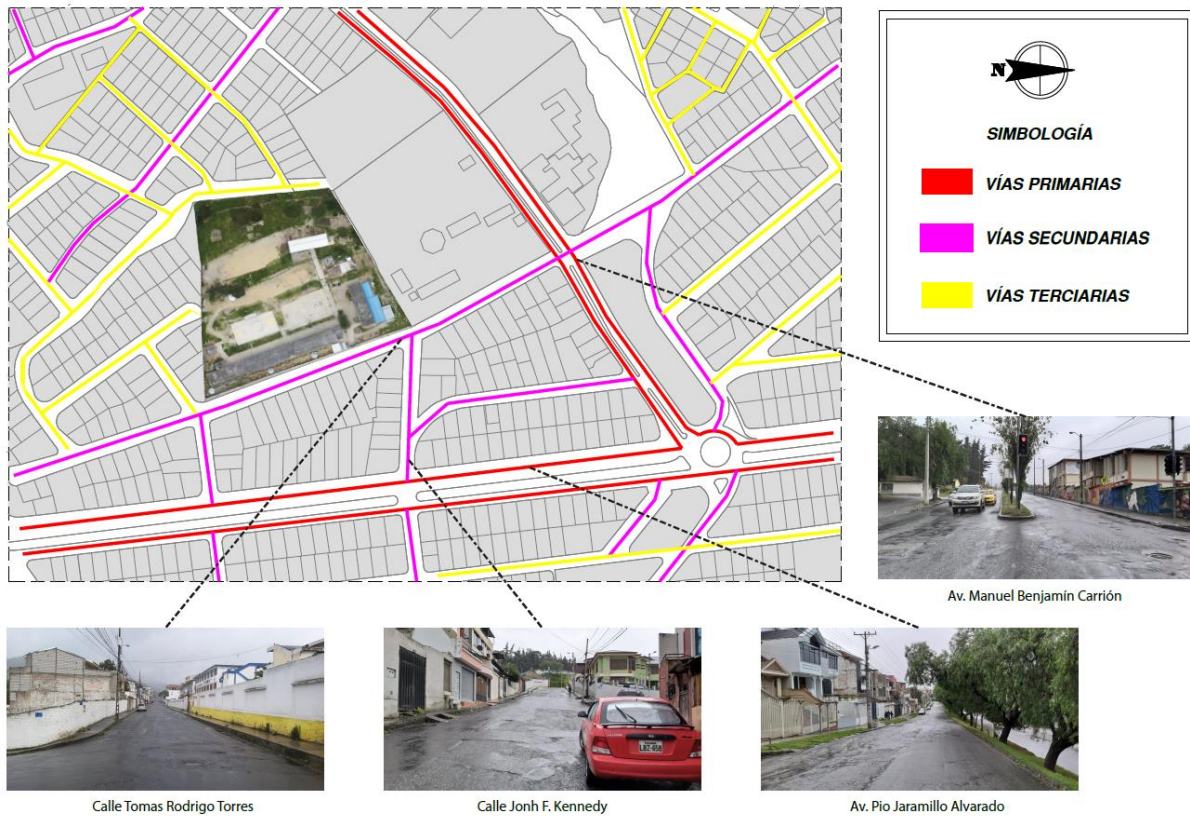 N
SIMBOLOGÍA
VÍAS PRIMARIAS
VÍAS SECUNDARIAS
VÍAS TERCIARIAS
Av. Manuel Benjamín Carrión
Calle Tomas Rodrigo Torres
Calle Jonh F. Kennedy
Av. Pio Jaramillo Alvarado